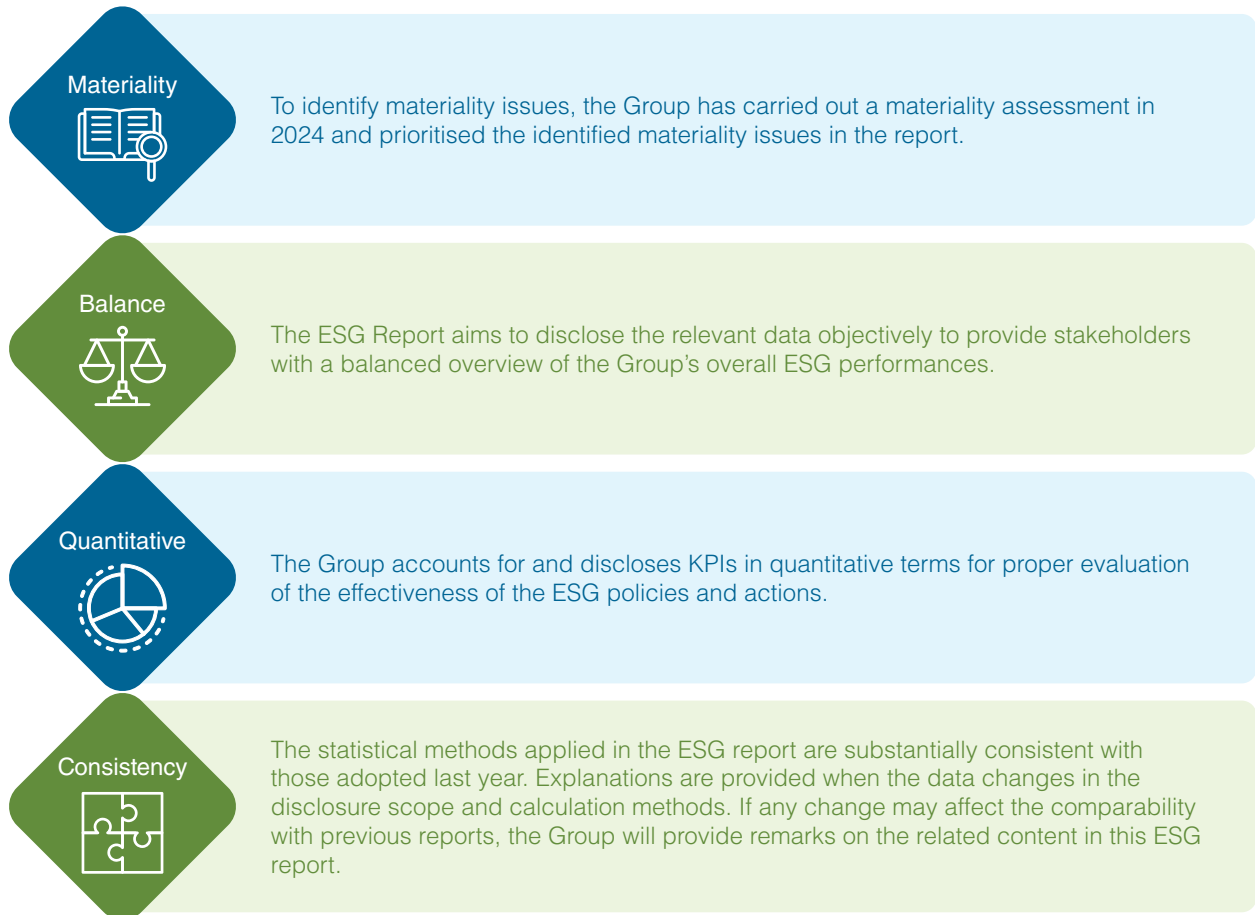 Materiality
To identify materiality issues, the Group has carried out a materiality assessment in
2024 and prioritised the identified materiality issues in the report.
Balance
The ESG Report aims to disclose the relevant data objectively to provide stakeholders
with a balanced overview of the Group’s overall ESG performances.
Quantitative
The Group accounts for and discloses KPIs in quantitative terms for proper evaluation
of the effectiveness of the ESG policies and actions.
Consistency
The statistical methods applied in the ESG report are substantially consistent with
those adopted last year. Explanations are provided when the data changes in the
disclosure scope and calculation methods. If any change may affect the comparability
with previous reports, the Group will provide remarks on the related content in this ESG
report.